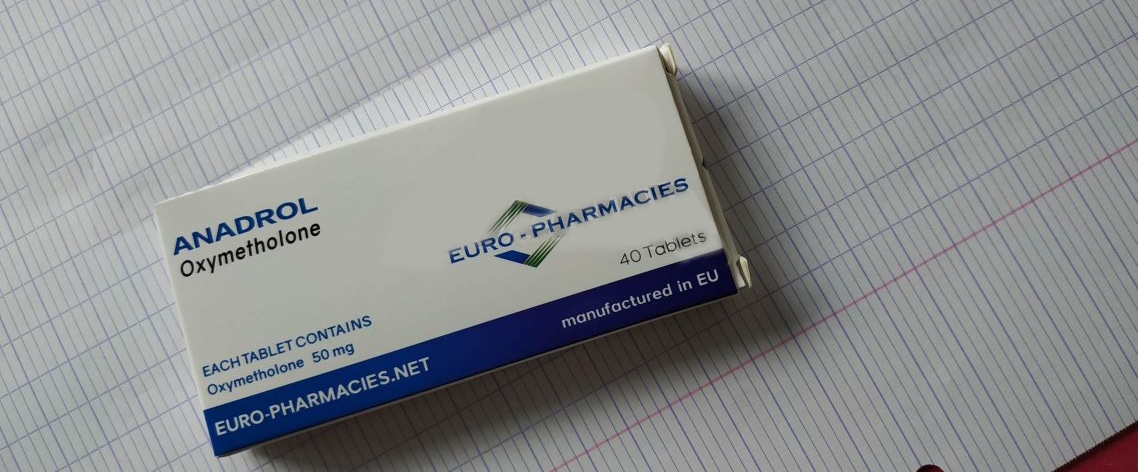 ANADROL
Oxymetholone
EURO - PHARMACIES
40 Tablets
EACH TABLET CONTAINS
Oxymetholone 50 mg
EURO-PHARMACIES.NET
manufactured in EU